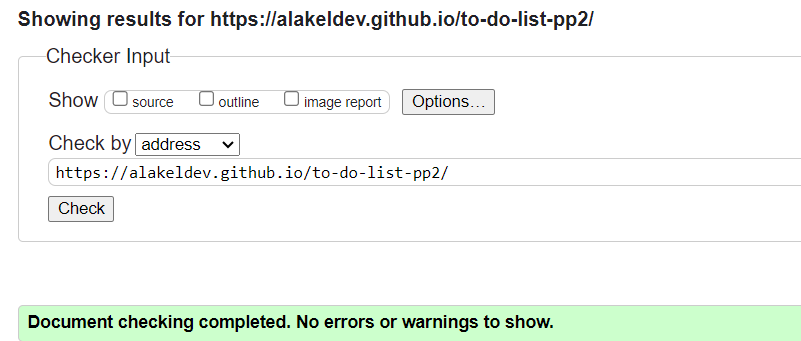 Showing results for https://alakeldev.github.io/to-do-list-pp2/
Checker Input
Show source outline image report Options...
Check by address
https://alakeldev.github.io/to-do-list-pp2/
Check
Document checking completed. No errors or warnings to show.